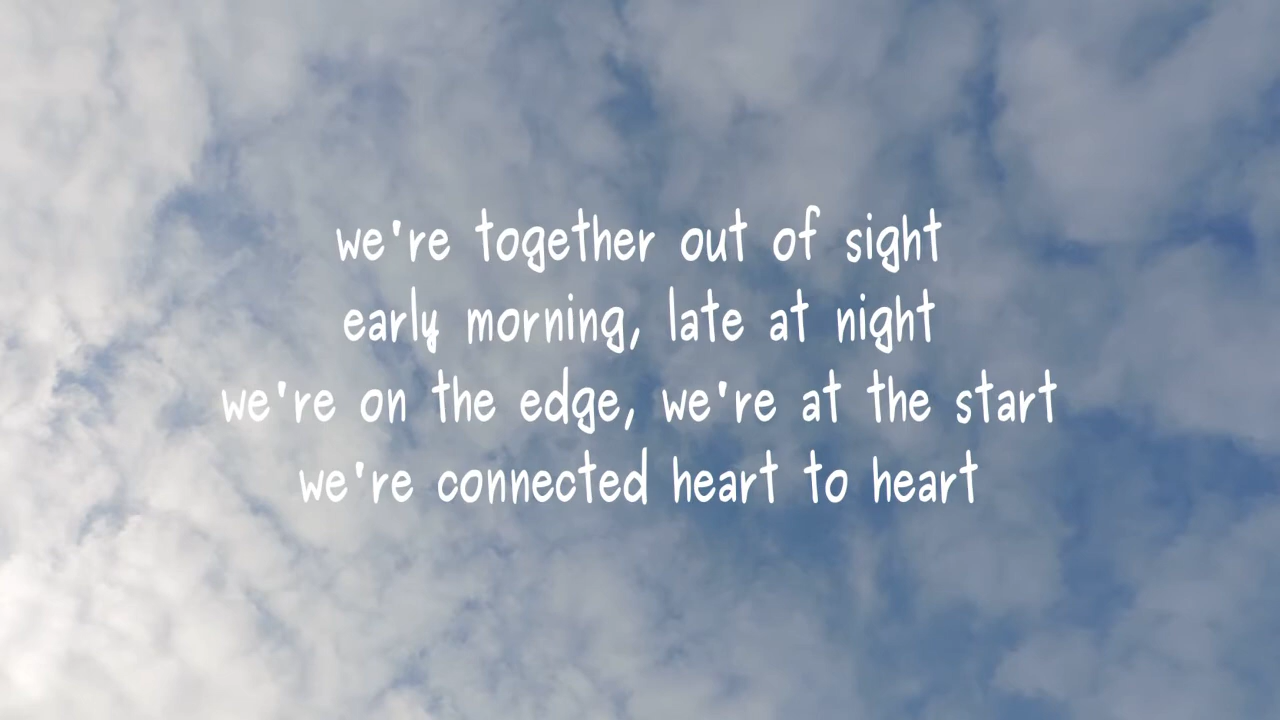 we're together out of sight
early morning, late at night
we're on the edge, we're at the start
we're connected heart to heart